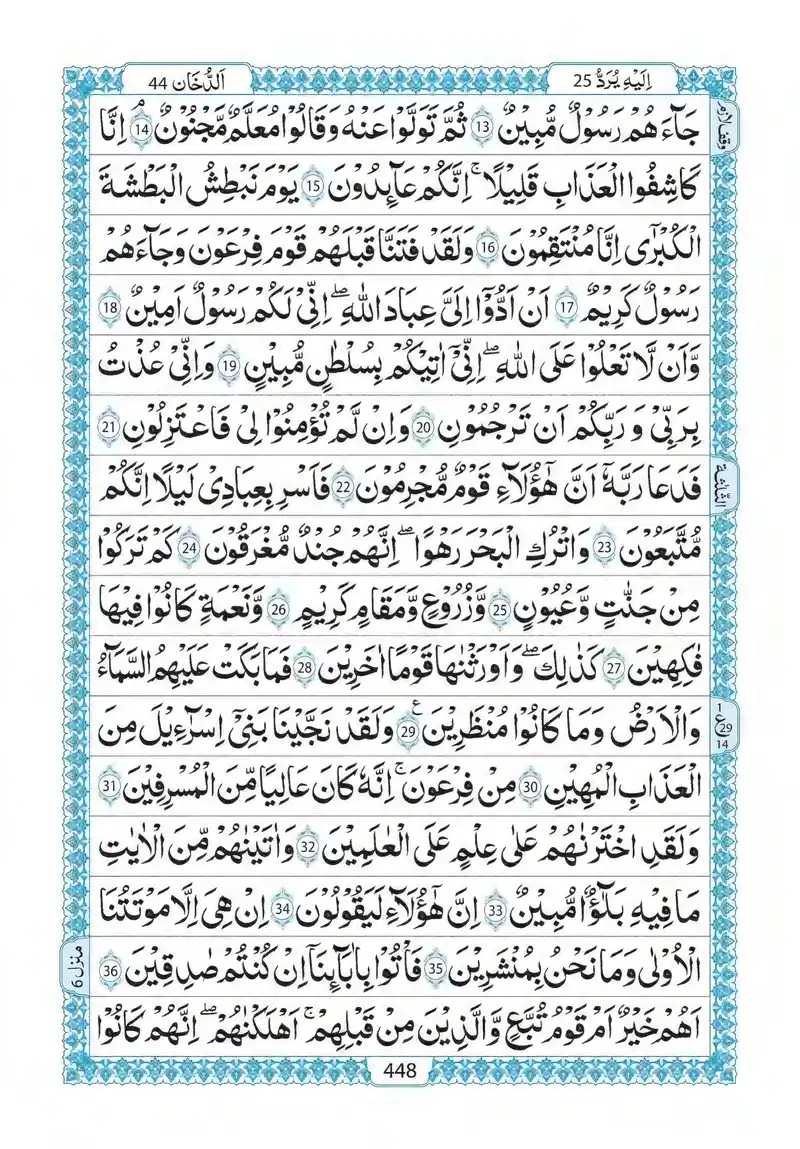 اِلَيْهِ يُرَدُّ 25
اَلدُّخَان 44
جَآءَهُمْ رَسُوْلٌ مُّبِيْنٌ 13 ثُمَّ تَوَلَّوْا عَنْهُ وَقَالُوْا مُعَلَّمٌ مَّجْنُوْنٌ ۘ 14 اِنَّا
وقف لازم
كَاشِفُوا الْعَذَابِ قَلِيْلًا ۚ اِنَّكُمْ عَآئِدُوْنَ 15 يَوْمَ نَبْطِشُ الْبَطْشَةَ
الْكُبْرٰى اِنَّا مُنْتَقِمُوْنَ 16 وَلَقَدْ فَتَنَّا قَبْلَهُمْ قَوْمَ فِرْعَوْنَ وَجَآءَهُمْ
رَسُوْلٌ كَرِيْمٌ 17 اَنْ اَدُّوْۤا اِلَىَّ عِبَادَ اللّٰهِ ۖ اِنِّىْ لَكُمْ رَسُوْلٌ اَمِيْنٌ 18
وَّاَنْ لَّا تَعْلُوْا عَلَى اللّٰهِ ۖ اِنِّىْۤ اٰتِيْكُمْ بِسُلْطٰنٍ مُّبِيْنٍ 19 وَاِنِّىْ عُذْتُ
بِرَبِّىْ وَرَبِّكُمْ اَنْ تَرْجُمُوْنِ 20 وَاِنْ لَّمْ تُؤْمِنُوْا لِىْ فَاعْتَزِلُوْنِ 21
فَدَعَا رَبَّهٗۤ اَنَّ هٰٓؤُلَآءِ قَوْمٌ مُّجْرِمُوْنَ 22 فَاَسْرِ بِعِبَادِىْ لَيْلًا اِنَّكُمْ
مُّتَّبَعُوْنَ 23 وَاتْرُكِ الْبَحْرَ رَهْوًا ۖ اِنَّهُمْ جُنْدٌ مُّغْرَقُوْنَ 24 كَمْ تَرَكُوْا
مِنْ جَنّٰتٍ وَّعُيُوْنٍ 25 وَّزُرُوْعٍ وَّمَقَامٍ كَرِيْمٍ 26 وَّنَعْمَةٍ كَانُوْا فِيْهَا
فٰكِهِيْنَ 27 كَذٰلِكَ ۖ وَاَوْرَثْنٰهَا قَوْمًا اٰخَرِيْنَ 28 فَمَا بَكَتْ عَلَيْهِمُ السَّمَآءُ
وَالْاَرْضُ وَمَا كَانُوْا مُنْظَرِيْنَ ع 29 وَلَقَدْ نَجَّيْنَا بَنِىْۤ اِسْرَآءِيْلَ مِنَ
1
ع 29
14
الْعَذَابِ الْمُهِيْنِ 30 مِنْ فِرْعَوْنَ ۚ اِنَّهٗ كَانَ عَالِيًا مِّنَ الْمُسْرِفِيْنَ 31
وَلَقَدِ اخْتَرْنٰهُمْ عَلٰى عِلْمٍ عَلَى الْعٰلَمِيْنَ 32 وَاٰتَيْنٰهُمْ مِّنَ الْاٰيٰتِ
مَا فِيْهِ بَلٰٓؤٌا مُّبِيْنٌ 33 اِنَّ هٰٓؤُلَآءِ لَيَقُوْلُوْنَ 34 اِنْ هِىَ اِلَّا مَوْتَتُنَا
الْاُوْلٰى وَمَا نَحْنُ بِمُنْشَرِيْنَ 35 فَاْتُوْا بِاٰبَآئِنَاۤ اِنْ كُنْتُمْ صٰدِقِيْنَ 36
منزل 6
اَهُمْ خَيْرٌ اَمْ قَوْمُ تُبَّعٍ وَّالَّذِيْنَ مِنْ قَبْلِهِمْ ۚ اَهْلَكْنٰهُمْ ۖ اِنَّهُمْ كَانُوْا
448